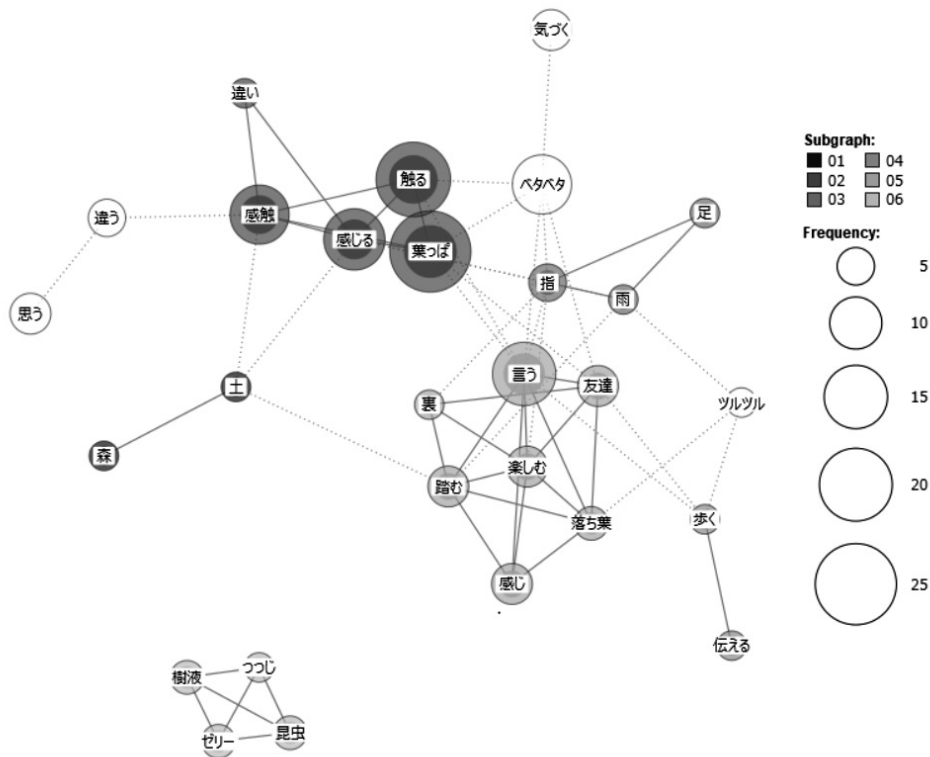 気づく
違い
触る
ベタベタ
Subgraph:
01 04
02 05
03 06
Frequency:
5
10
15
20
25
違う
感触
感じる
葉っぱ
足
指
雨
思う
言う
友達
土
裏
ツルツル
森
楽しむ
踏む
落ち葉
歩く
感じ
伝える
樹液
つつじ
ゼリー
昆虫